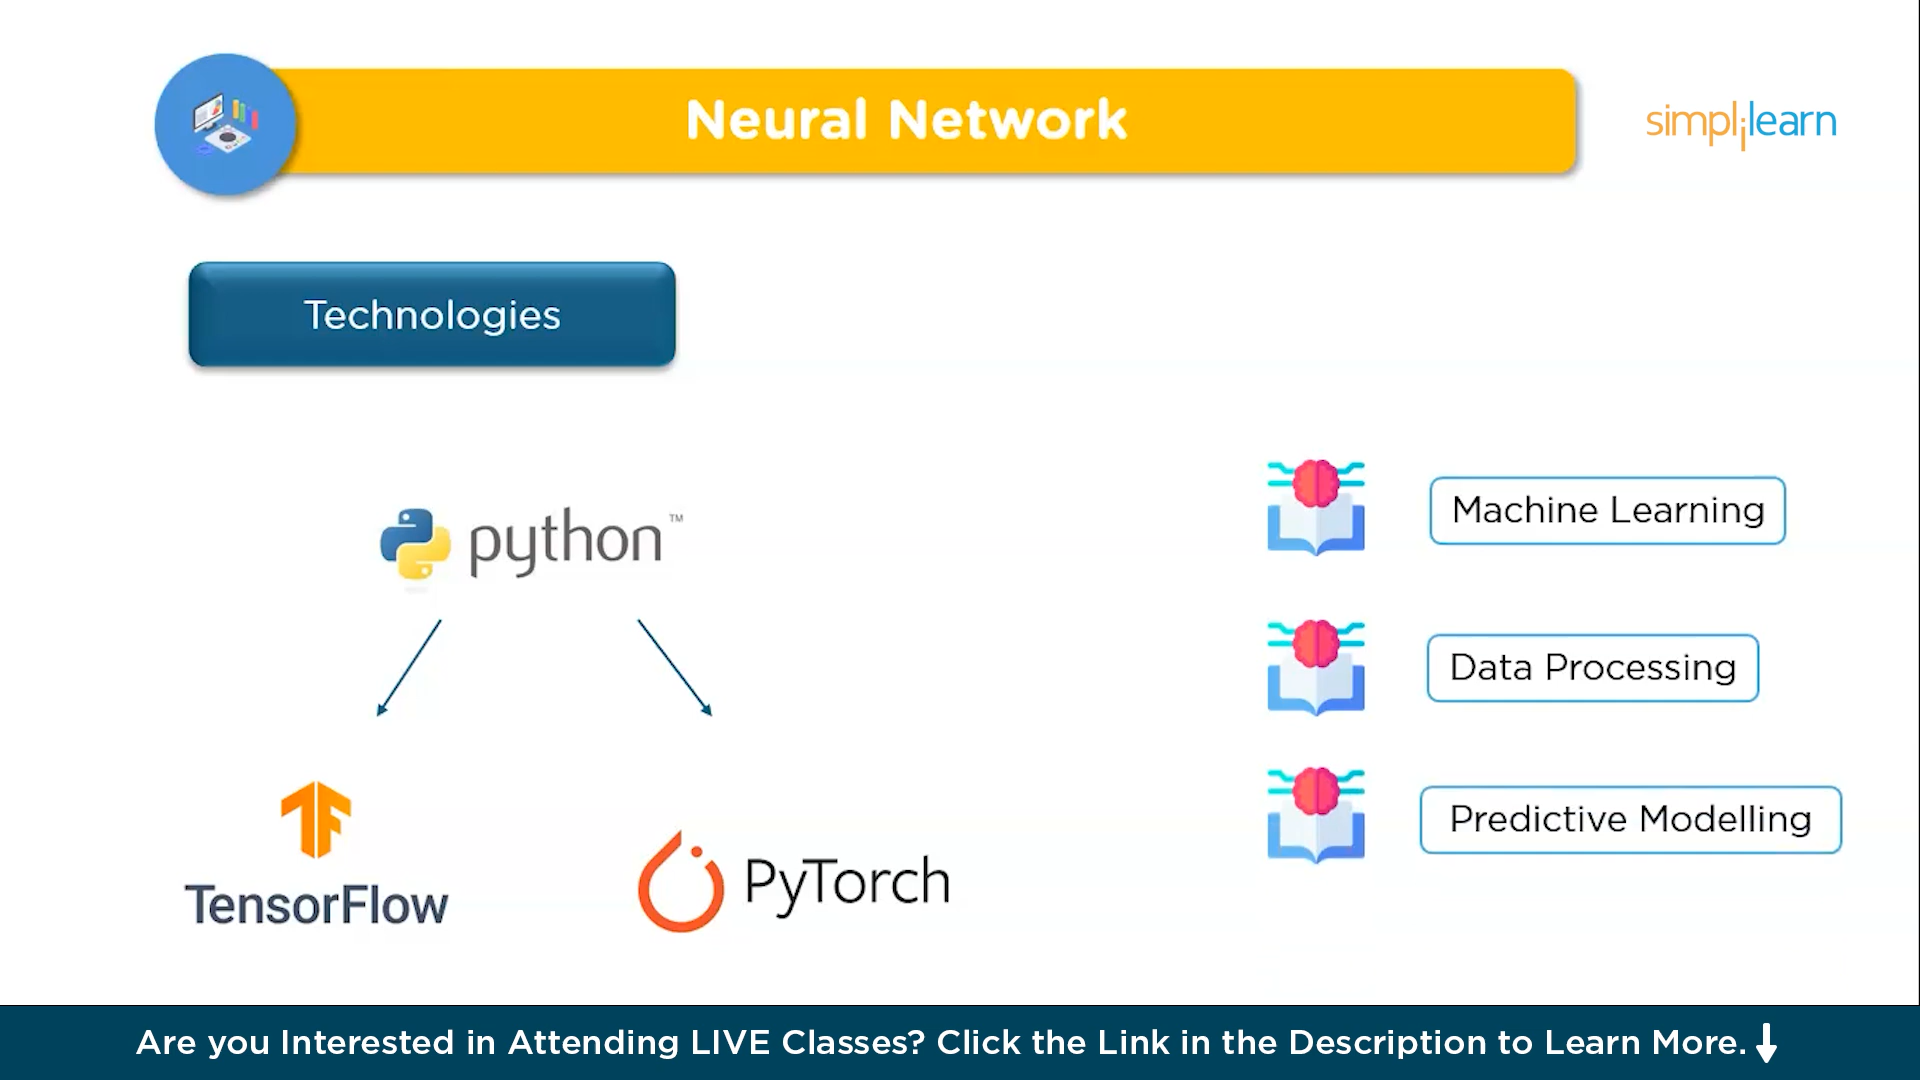 Neural Network
simplilearn
Technologies
python™
Machine Learning
Data Processing
Predictive Modelling
TensorFlow
PyTorch
Are you Interested in Attending LIVE Classes? Click the Link in the Description to Learn More.